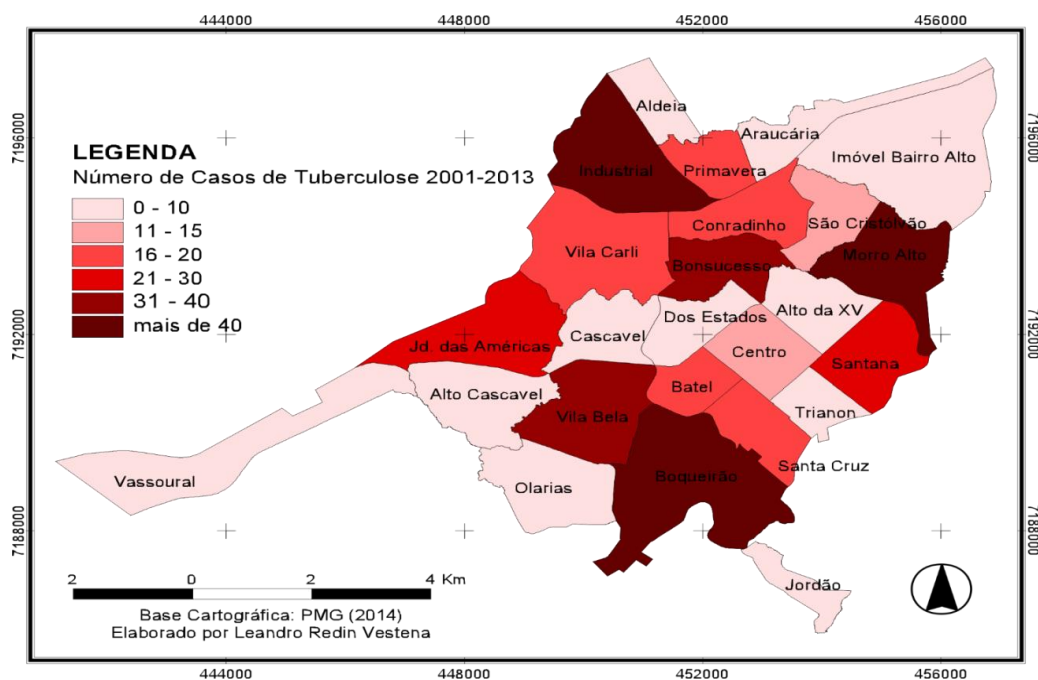 444000 448000 452000 456000
7196000 7196000
7192000 7192000
7188000 7188000
LEGENDA
Número de Casos de Tuberculose 2001-2013
0 - 10
11 - 15
16 - 20
21 - 30
31 - 40
mais de 40
Aldeia
Araucária
Imóvel Bairro Alto
Industrial
Primavera
Conradinho
São Cristólvão
Vila Carli
Bonsucesso
Morro Alto
Dos Estados
Alto da XV
Cascavel
Jd. das Américas
Centro
Santana
Batel
Alto Cascavel
Trianon
Vila Bela
Vassoural
Olarias
Boqueirão
Santa Cruz
Jordão
2 0 2 4 Km
Base Cartográfica: PMG (2014)
Elaborado por Leandro Redin Vestena
444000 448000 452000 456000